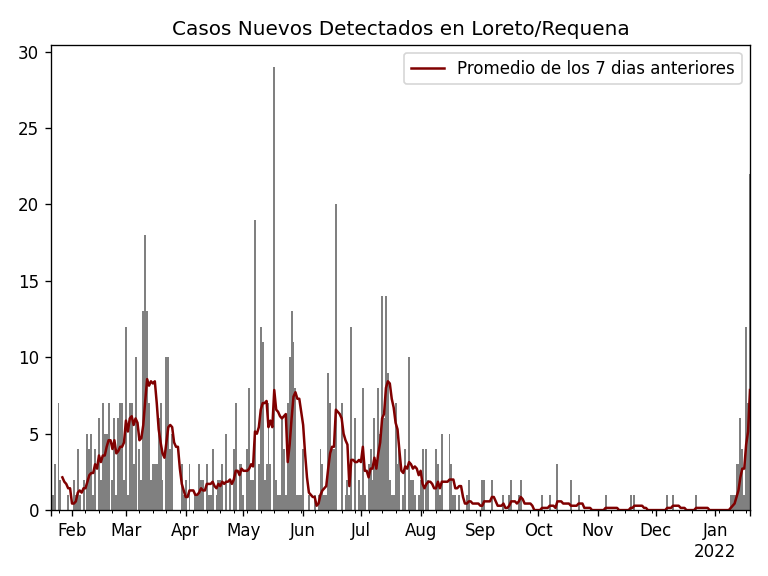 Casos Nuevos Detectados en Loreto/Requena
Promedio de los 7 dias anteriores
30
25
20
15
10
5
0
Feb Mar Apr May Jun Jul Aug Sep Oct Nov Dec Jan
2022